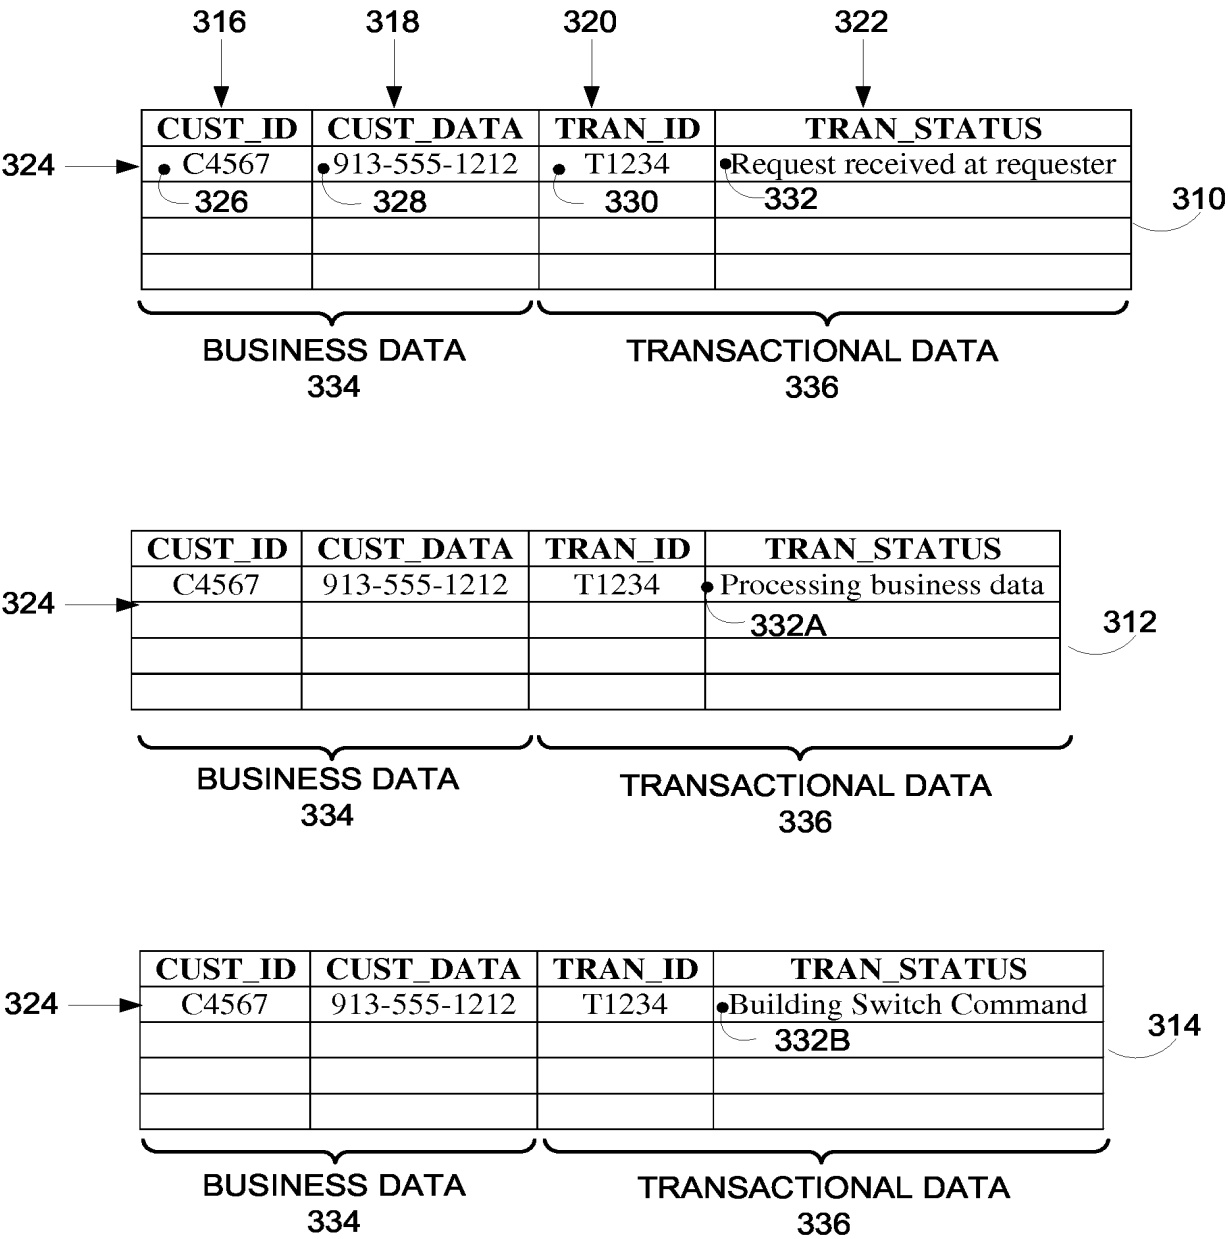 316 318 320 322
CUST_ID CUST_DATA TRAN_ID TRAN_STATUS
324 C4567 913-555-1212 T1234 Request received at requester
326 328 330 332 310
BUSINESS DATA TRANSACTIONAL DATA
334 336
CUST_ID CUST_DATA TRAN_ID TRAN_STATUS
C4567 913-555-1212 T1234 Processing business data
324 332A 312
BUSINESS DATA TRANSACTIONAL DATA
334 336
CUST_ID CUST_DATA TRAN_ID TRAN_STATUS
324 C4567 913-555-1212 T1234 Building Switch Command
332B 314
BUSINESS DATA TRANSACTIONAL DATA
334 336